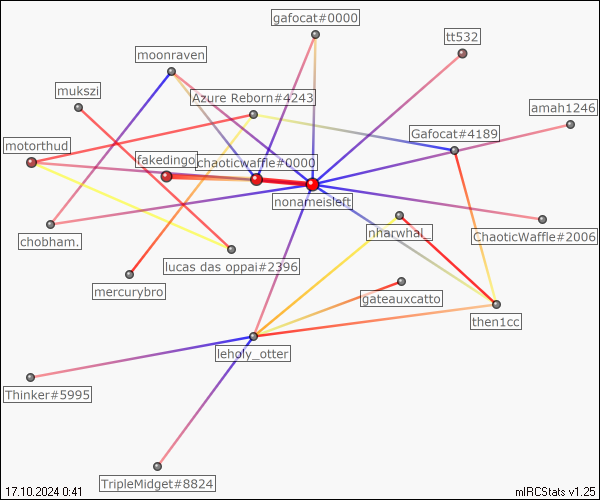 gafocat#0000
tt532
moonraven
mukszi
Azure Reborn#4243
amah1246
Gafocat#4189
motorthud
fakedingo
chaoticwaffle#0000
nonameisleft
nharwhal_
ChaoticWaffle#2006
chobham.
lucas das oppai#2396
mercurybro
gateauxcatto
then1cc
leholy_otter
Thinker#5995
TripleMidget#8824
17.10.2024 0:41
mIRCStats v1.25